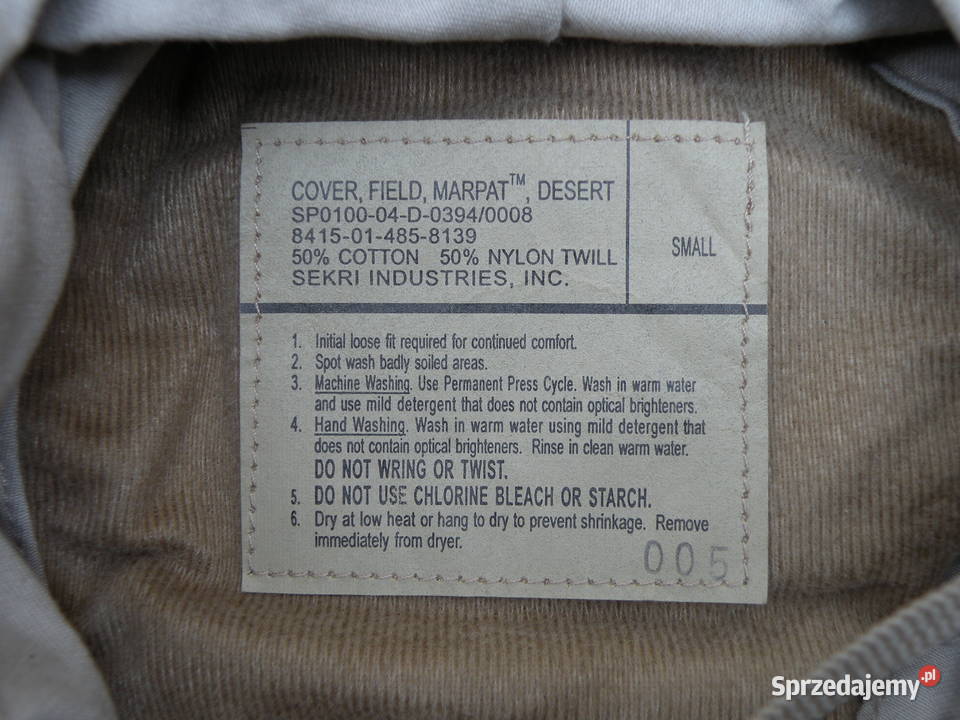 COVER, FIELD, MARPAT™, DESERT
SP0100-04-D-0394/0008
8415-01-485-8139
50% COTTON 50% NYLON TWILL
SEKRI INDUSTRIES, INC.
SMALL
1. Initial loose fit required for continued comfort.
2. Spot wash badly soiled areas.
3. Machine Washing. Use Permanent Press Cycle. Wash in warm water
and use mild detergent that does not contain optical brighteners.
4. Hand Washing. Wash in warm water using mild detergent that
does not contain optical brighteners. Rinse in clean warm water.
DO NOT WRING OR TWIST.
5. DO NOT USE CHLORINE BLEACH OR STARCH.
6. Dry at low heat or hang to dry to prevent shrinkage. Remove
immediately from dryer.
005
Sprzedajemy.pl